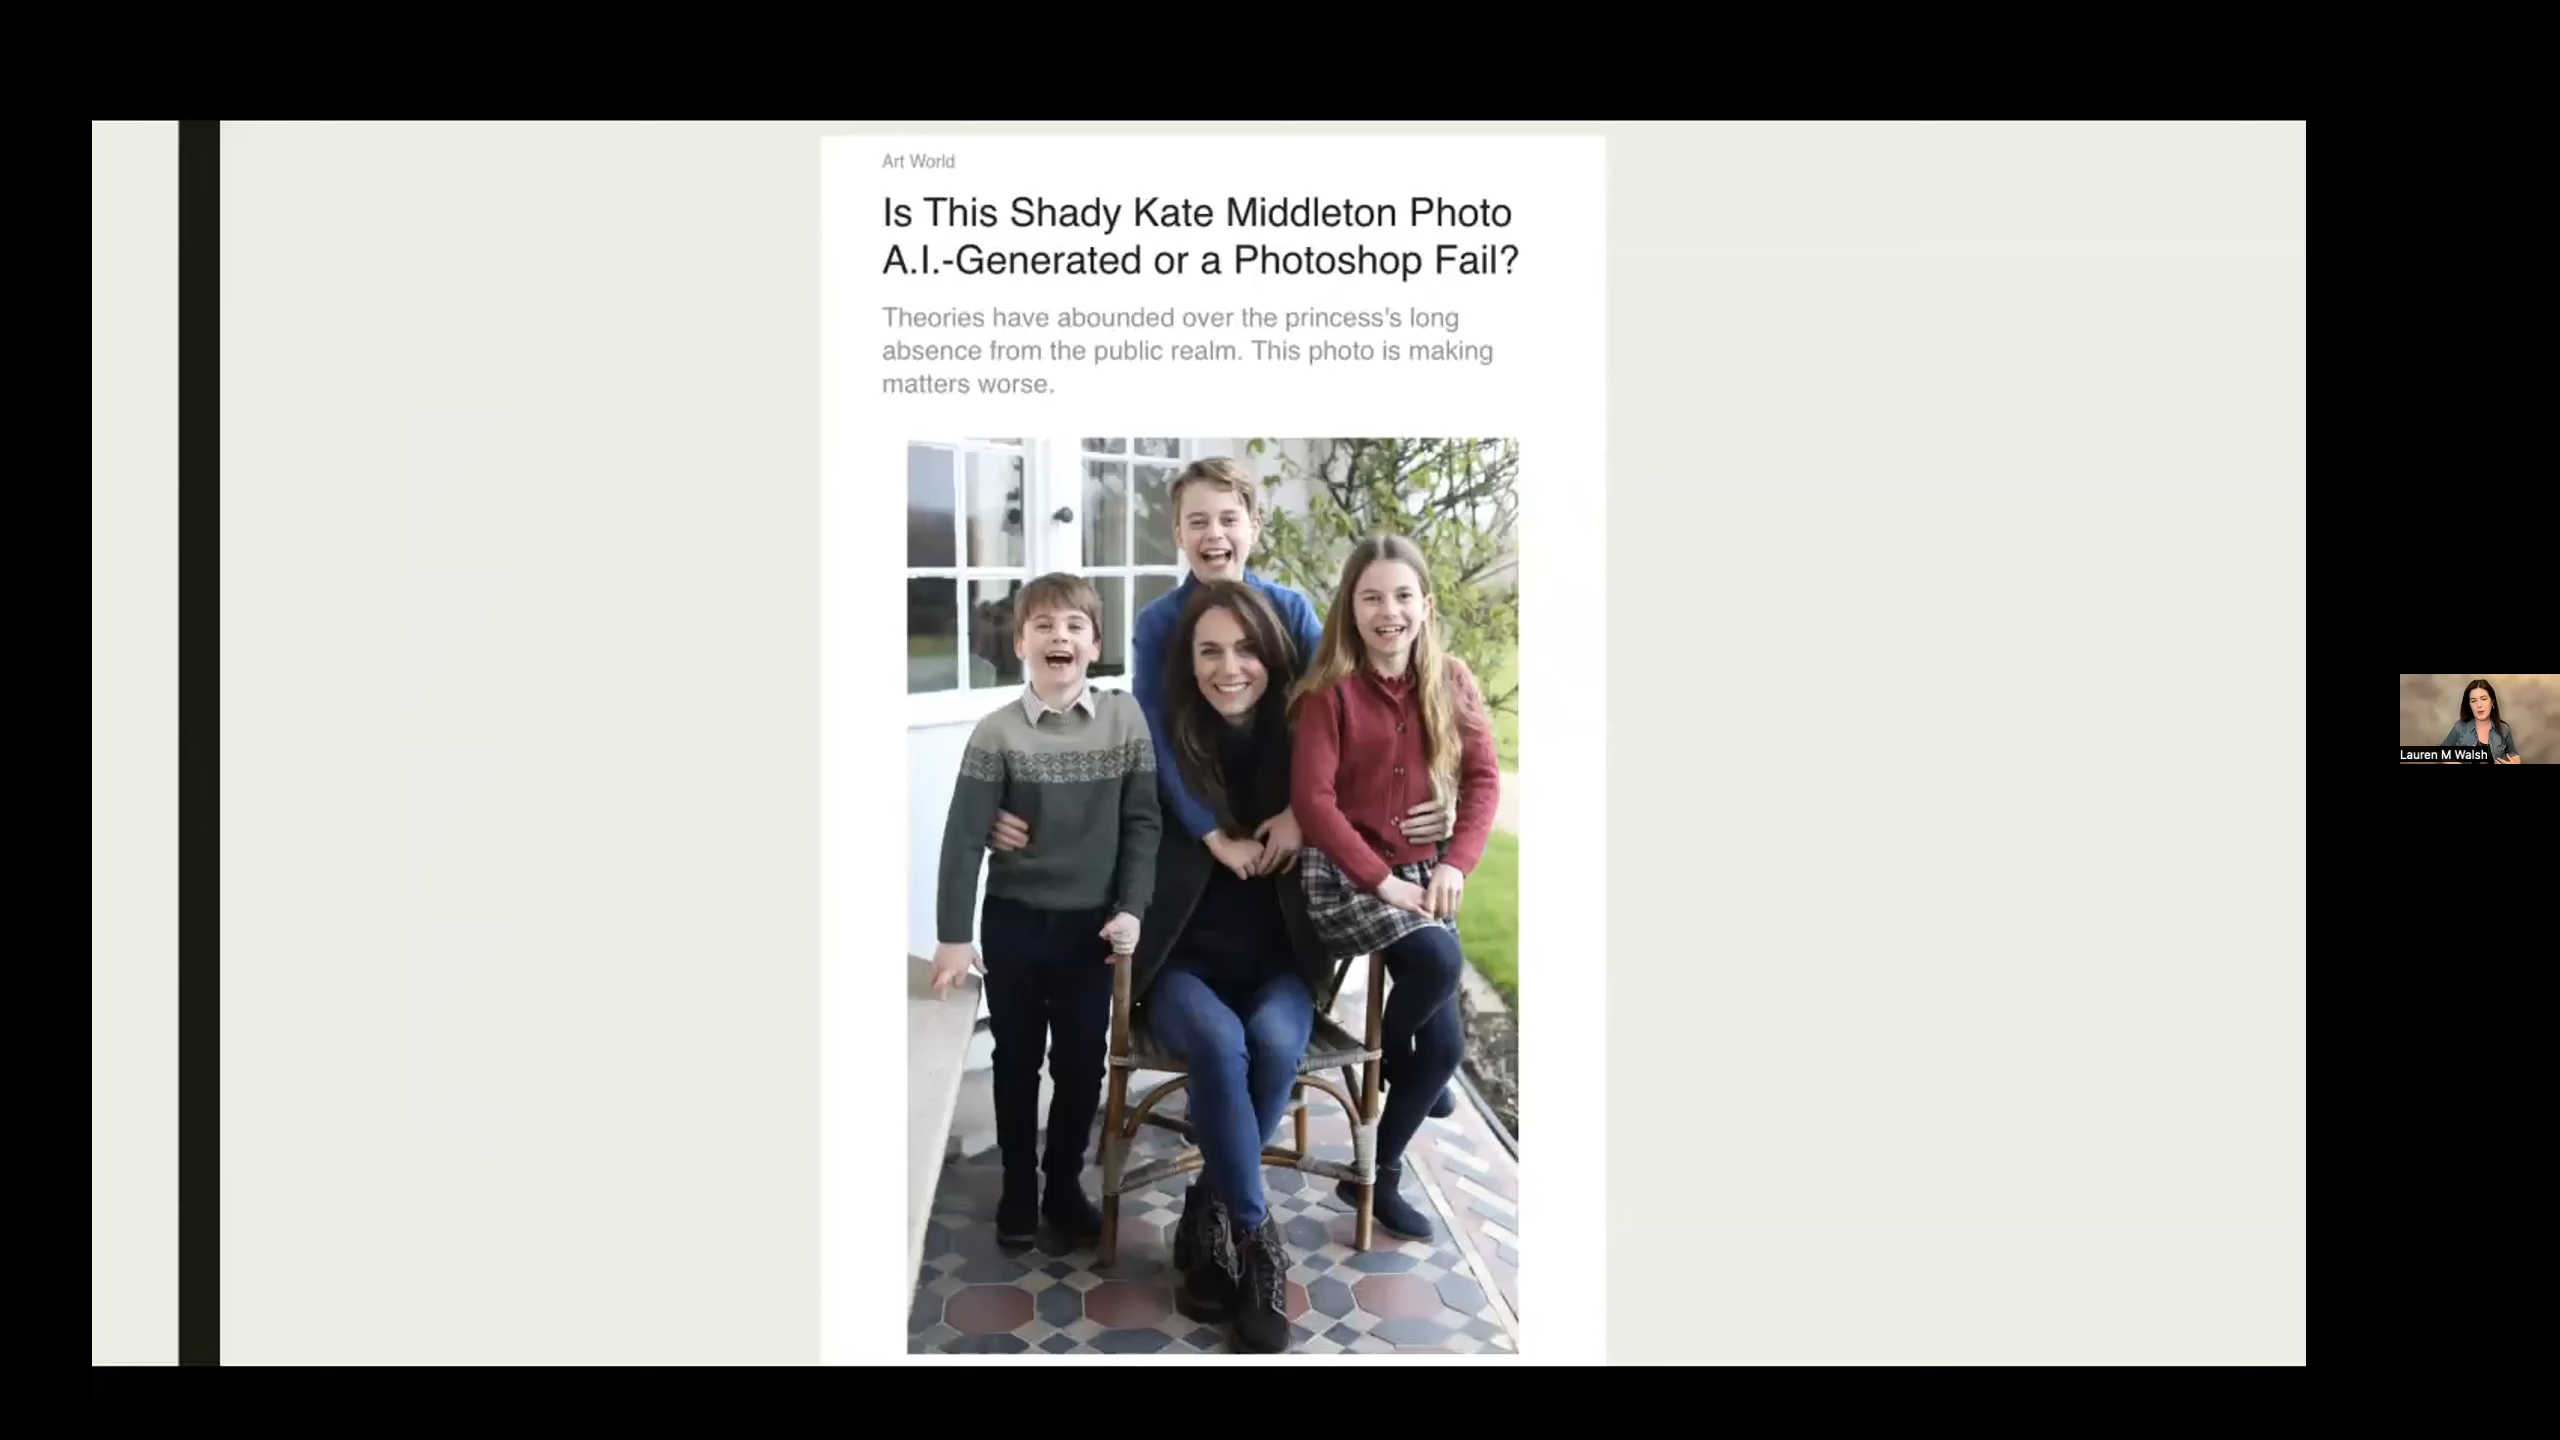 Art World
Is This Shady Kate Middleton Photo
A.I.-Generated or a Photoshop Fail?
Theories have abounded over the princess's long
absence from the public realm. This photo is making
matters worse.
Lauren M Walsh